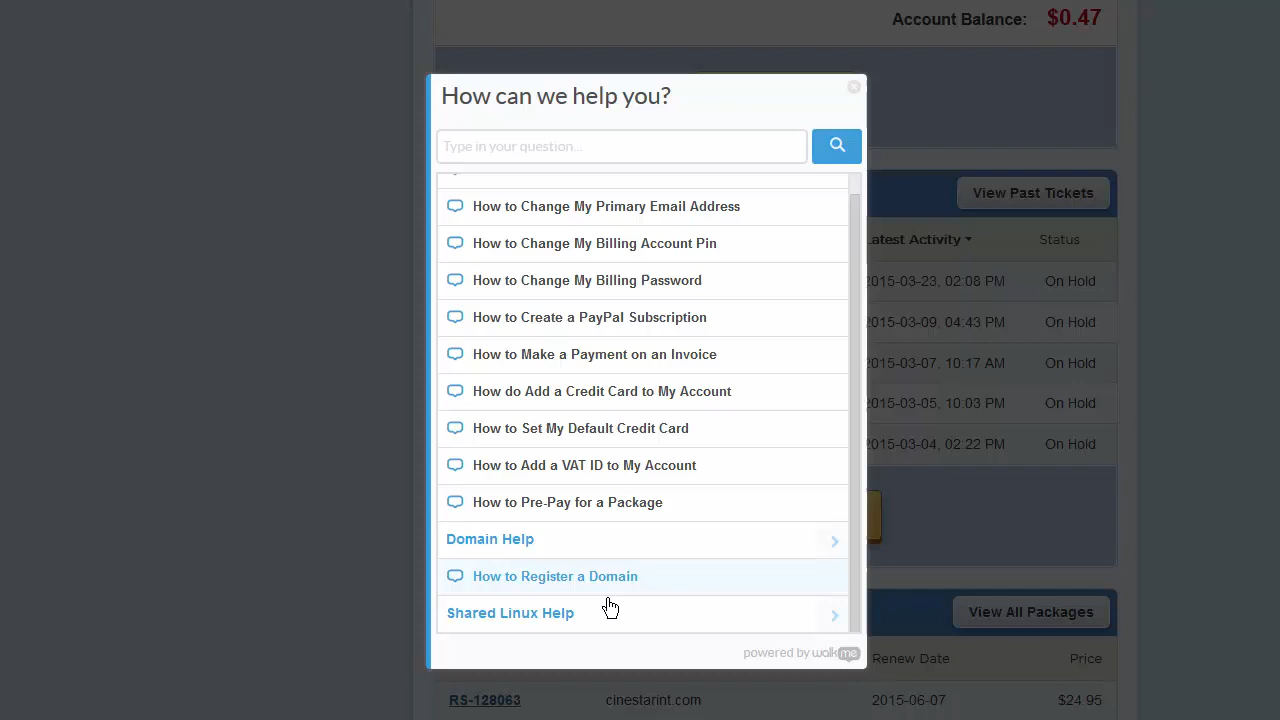 Account Balance: $0.47
How can we help you?
Type in your question...
View Past Tickets
How to Change My Primary Email Address
Latest Activity Status
How to Change My Billing Account Pin
How to Change My Billing Password
2015-03-23, 02:08 PM On Hold
How to Create a PayPal Subscription
2015-03-09, 04:43 PM On Hold
How to Make a Payment on an Invoice
2015-03-07, 10:17 AM On Hold
How do Add a Credit Card to My Account
2015-03-05, 10:03 PM On Hold
How to Set My Default Credit Card
2015-03-04, 02:22 PM On Hold
How to Add a VAT ID to My Account
How to Pre-Pay for a Package
Domain Help
How to Register a Domain
Shared Linux Help
View All Packages
powered by walkme
Renew Date Price
RS-128063 cinestarint.com 2015-06-07 $24.95